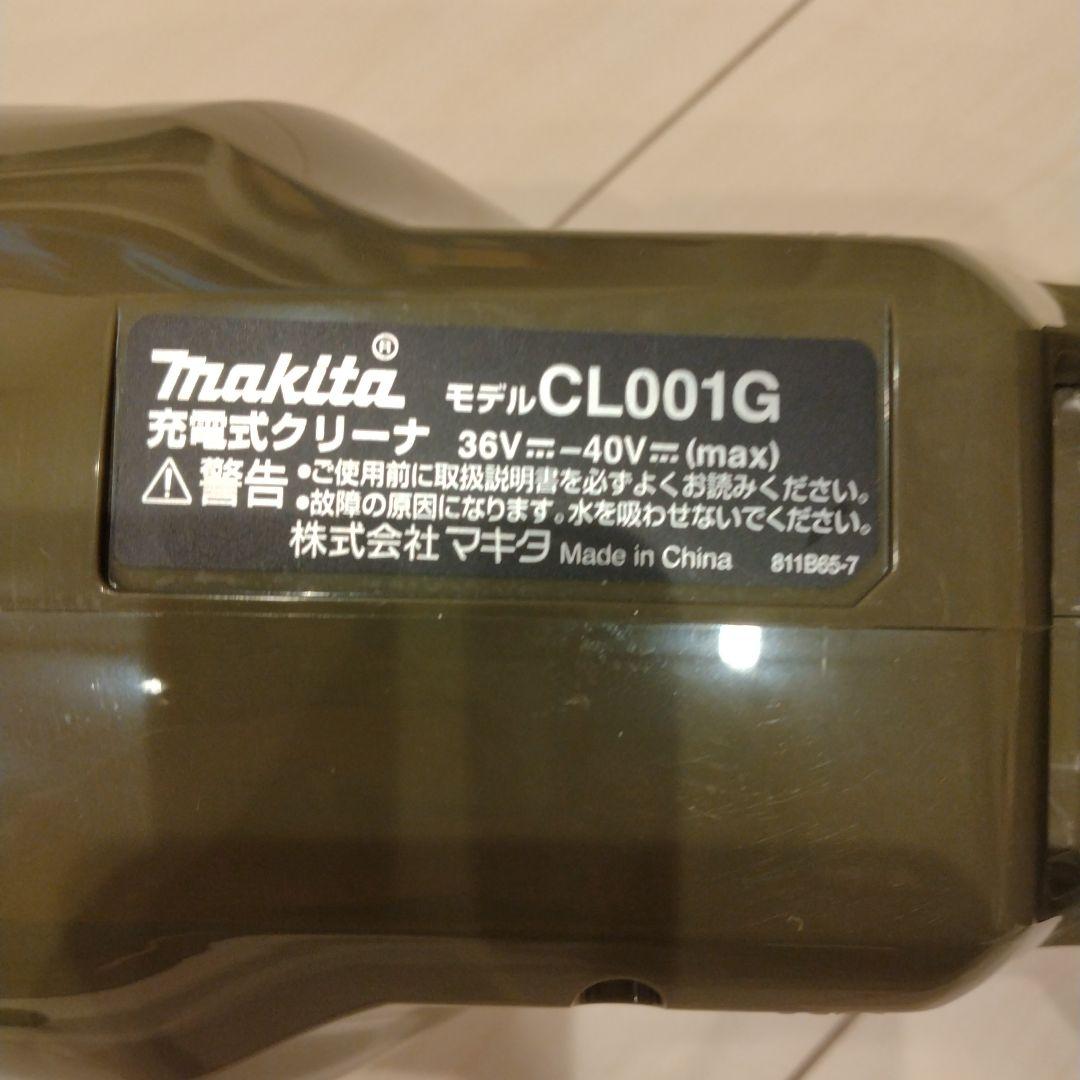 makita® モデルCL001G
充電式クリーナ 36V⎓-40V⎓(max)
⚠警告 •ご使用前に取扱説明書を必ずよくお読みください。
•故障の原因になります。水を吸わせないでください。
株式会社マキタ Made in China 811B65-7